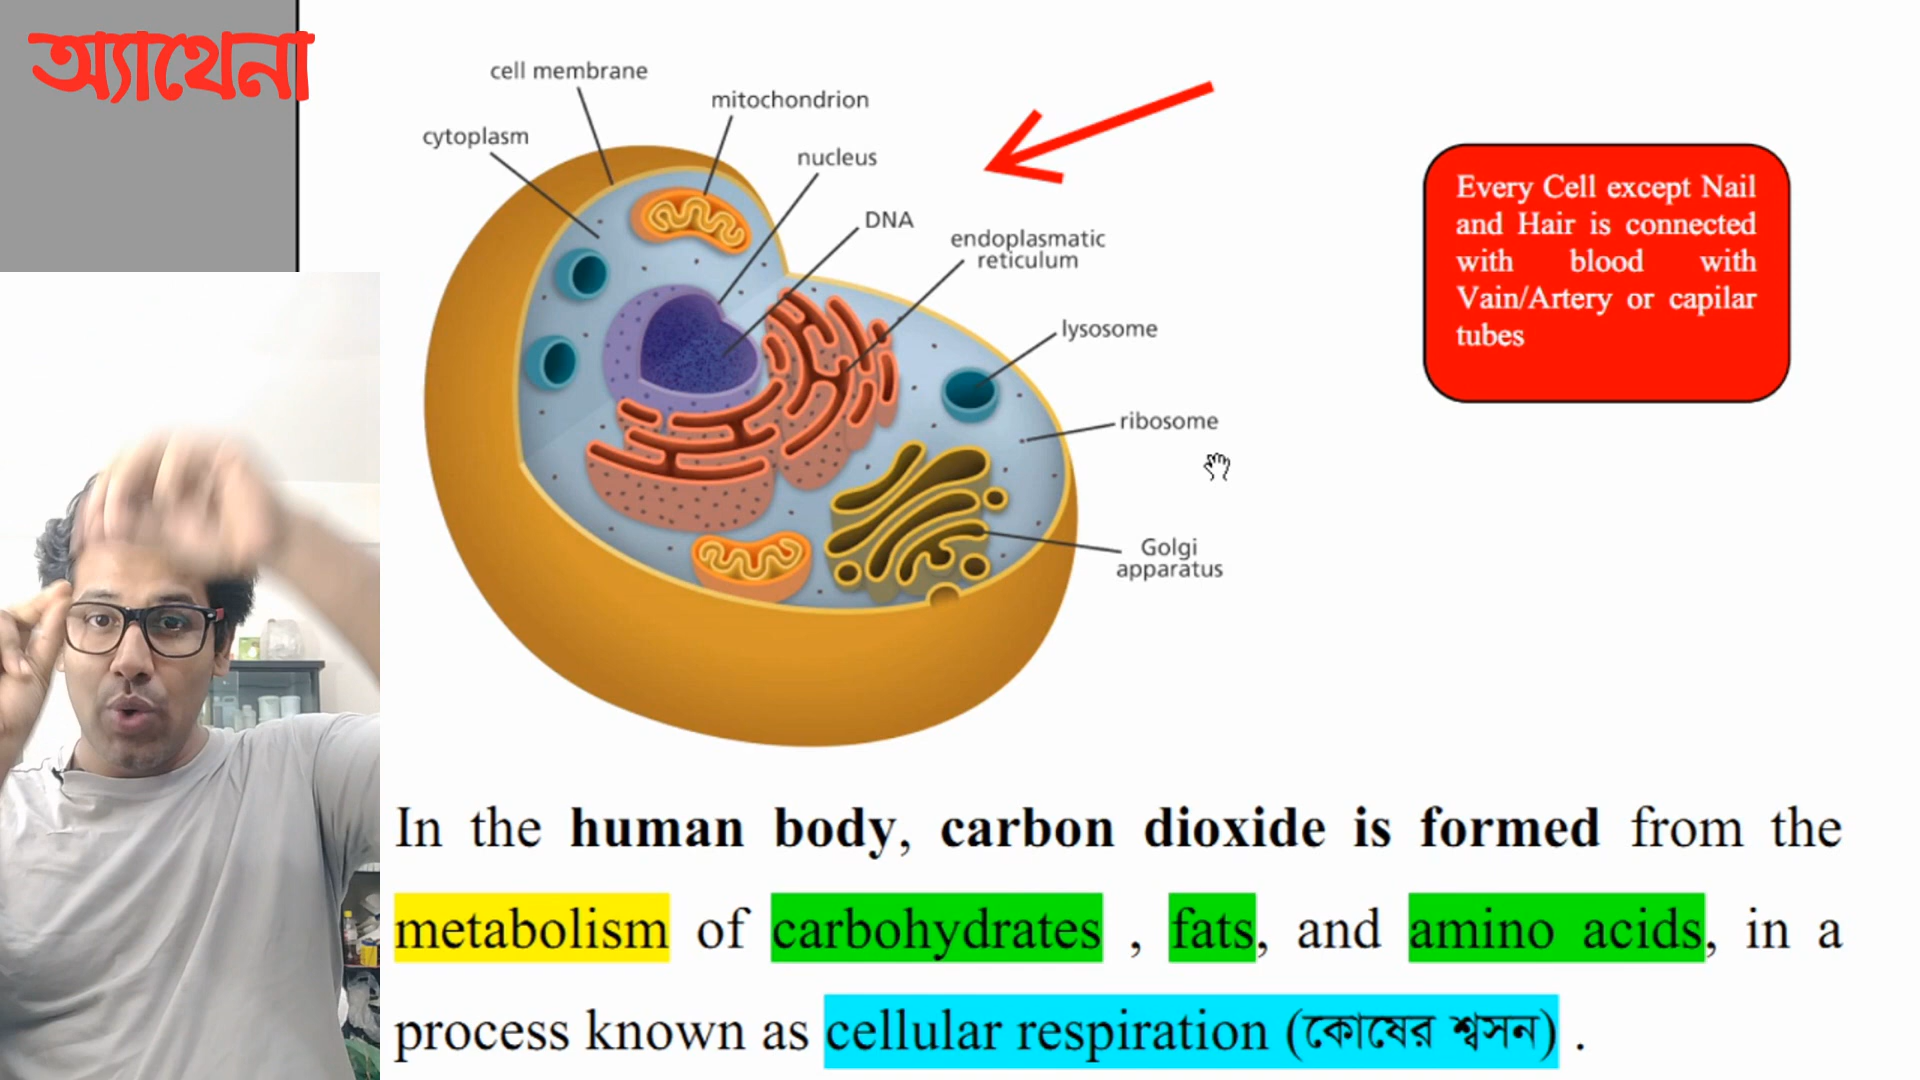 অ্যাথেনা
cell membrane
mitochondrion
cytoplasm
nucleus
DNA
endoplasmatic
reticulum
lysosome
ribosome
Golgi
apparatus
Every Cell except Nail
and Hair is connected
with blood with
Vain/Artery or capilar
tubes
In the human body, carbon dioxide is formed from the
metabolism of carbohydrates , fats, and amino acids, in a
process known as cellular respiration (কোষের শ্বসন) .